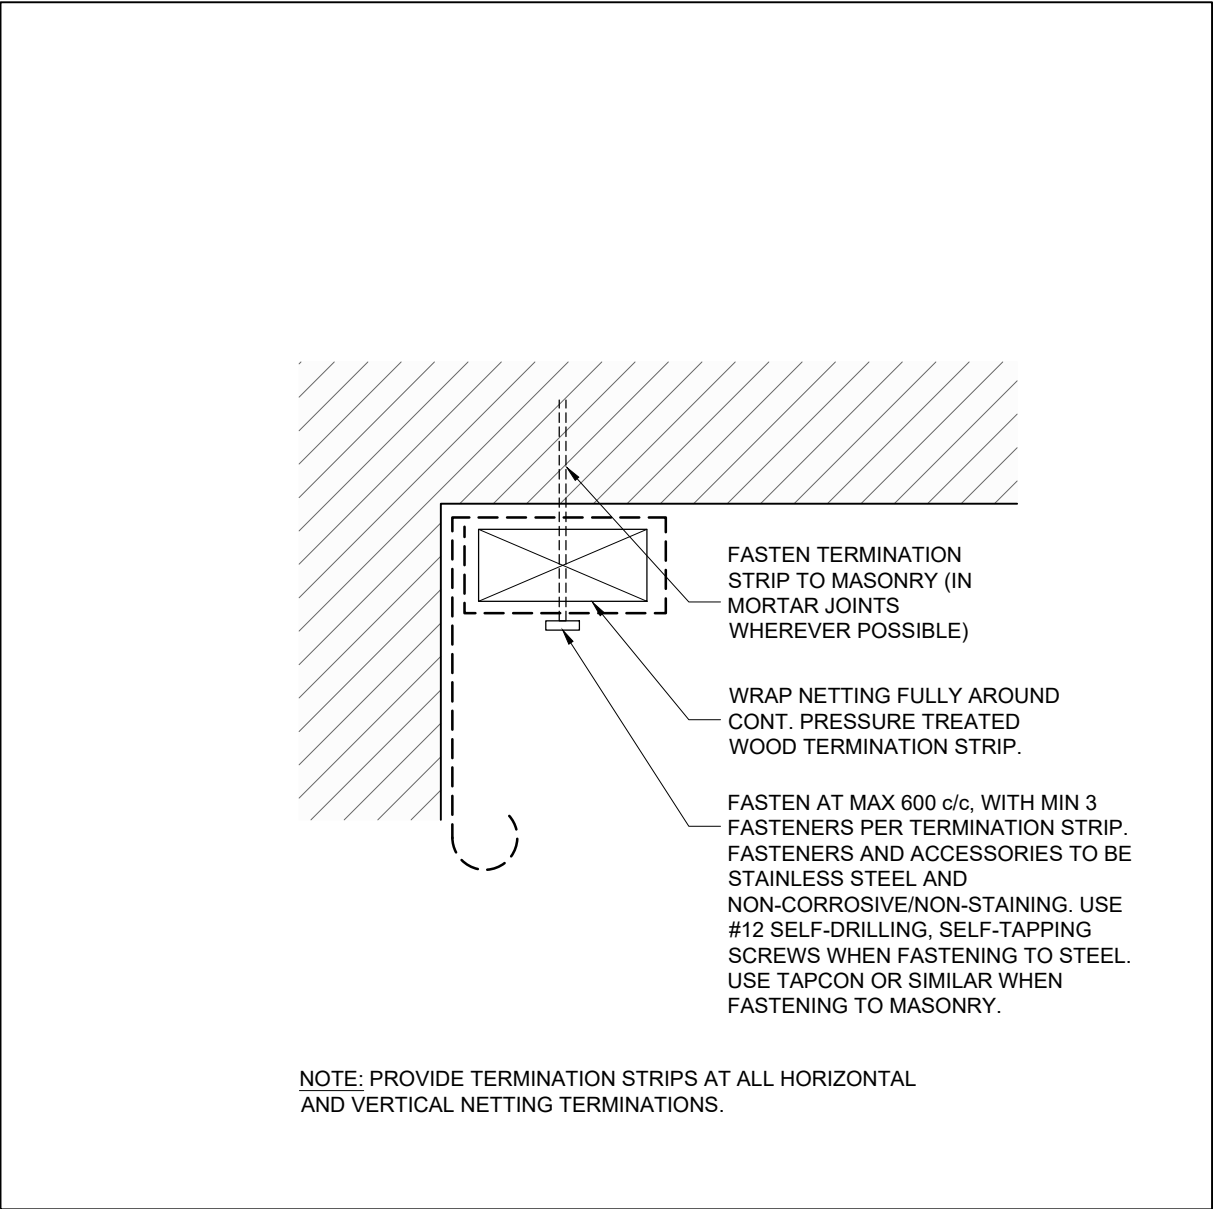 FASTEN TERMINATION
STRIP TO MASONRY (IN
MORTAR JOINTS
WHEREVER POSSIBLE)
WRAP NETTING FULLY AROUND
CONT. PRESSURE TREATED
WOOD TERMINATION STRIP.
FASTEN AT MAX 600 c/c, WITH MIN 3
FASTENERS PER TERMINATION STRIP.
FASTENERS AND ACCESSORIES TO BE
STAINLESS STEEL AND
NON-CORROSIVE/NON-STAINING. USE
#12 SELF-DRILLING, SELF-TAPPING
SCREWS WHEN FASTENING TO STEEL.
USE TAPCON OR SIMILAR WHEN
FASTENING TO MASONRY.
NOTE: PROVIDE TERMINATION STRIPS AT ALL HORIZONTAL
AND VERTICAL NETTING TERMINATIONS.